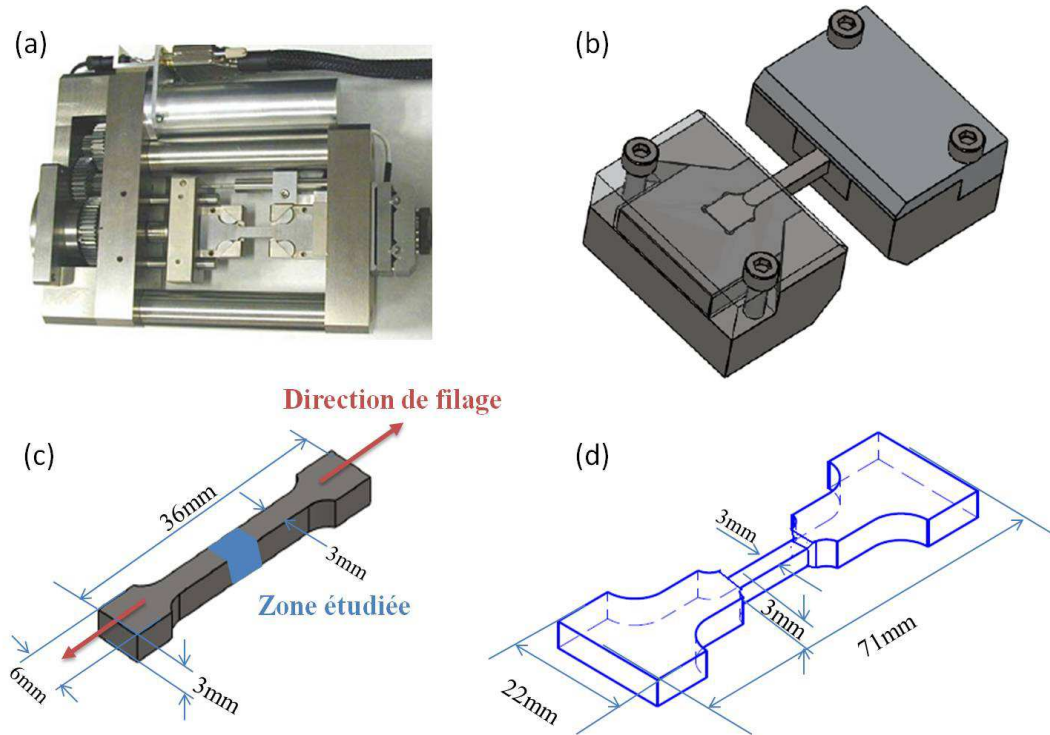 (a)
(b)
Direction de filage
(c)
(d)
36mm
3mm
Zone étudiée
6mm
3mm
3mm
3mm
71mm
22mm